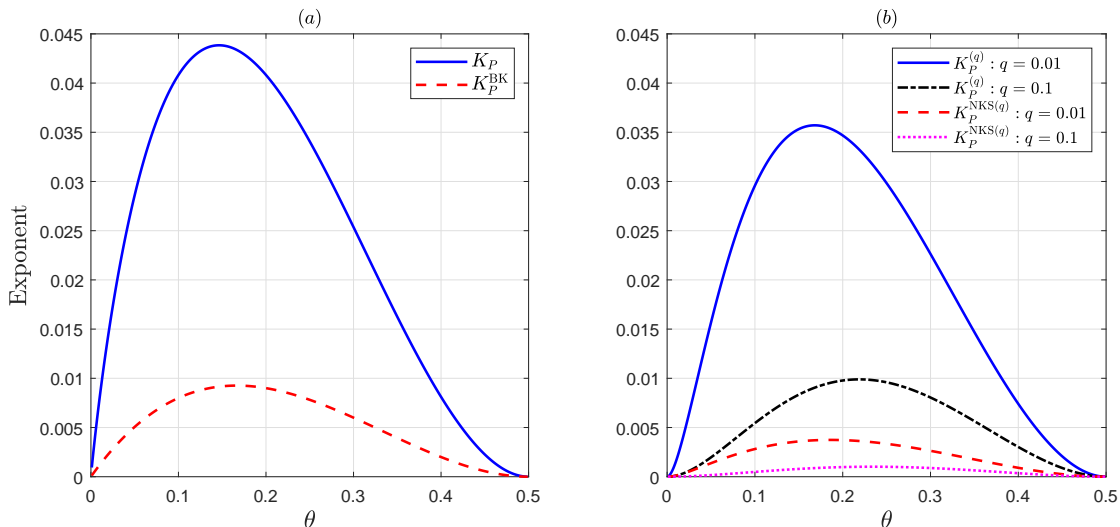 (a)
0.045
0.04
0.035
0.03
0.025
0.02
0.015
0.01
0.005
0
Exponent
0 0.1 0.2 0.3 0.4 0.5
θ
K_P
K_P^BK
(b)
0.045
0.04
0.035
0.03
0.025
0.02
0.015
0.01
0.005
0
0 0.1 0.2 0.3 0.4 0.5
θ
K_P^(q) : q = 0.01
K_P^(q) : q = 0.1
K_P^NKS(q) : q = 0.01
K_P^NKS(q) : q = 0.1